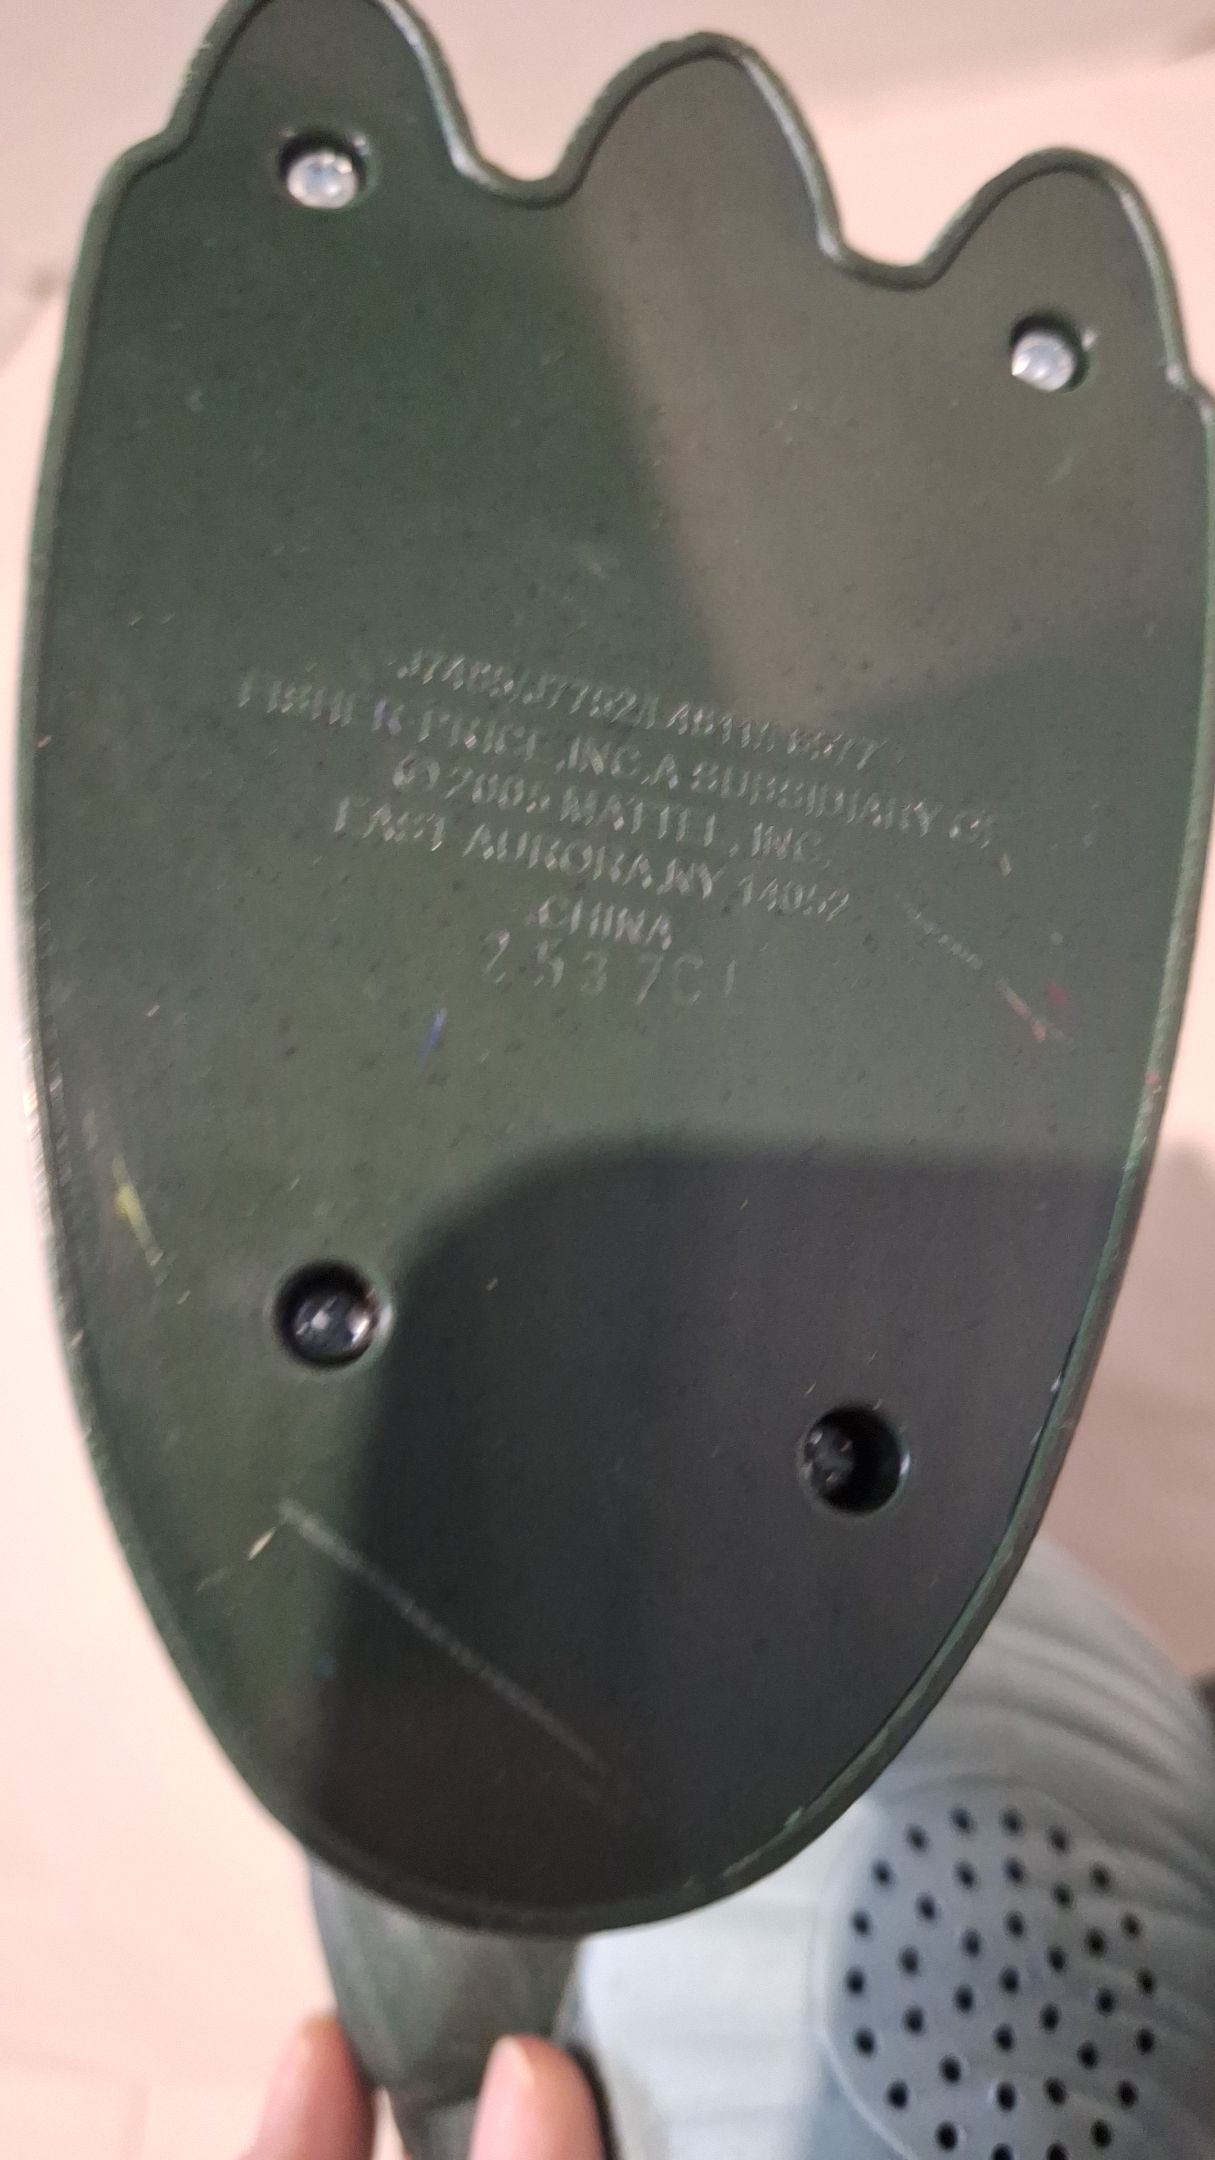 FISHER-PRICE, INC. A SUBSIDIARY OF
© 2005 MATTEL, INC.
EAST AURORA, NY 14052
CHINA
2537C1